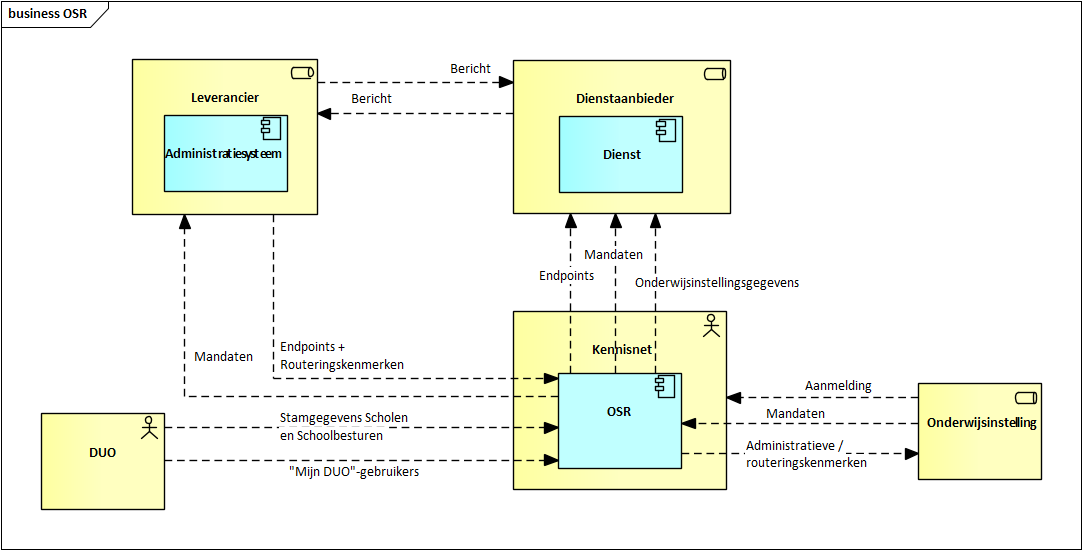 business OSR
Bericht
Bericht
Leverancier
Administratiesysteem
Dienstaanbieder
Dienst
Mandaten
Endpoints
Onderwijsinstellingsgegevens
Mandaten
Endpoints +
Routeringskenmerken
Kennisnet
OSR
Aanmelding
Mandaten
Administratieve /
routeringskenmerken
Onderwijsinstelling
DUO
Stamgegevens Scholen
en Schoolbesturen
"Mijn DUO"-gebruikers